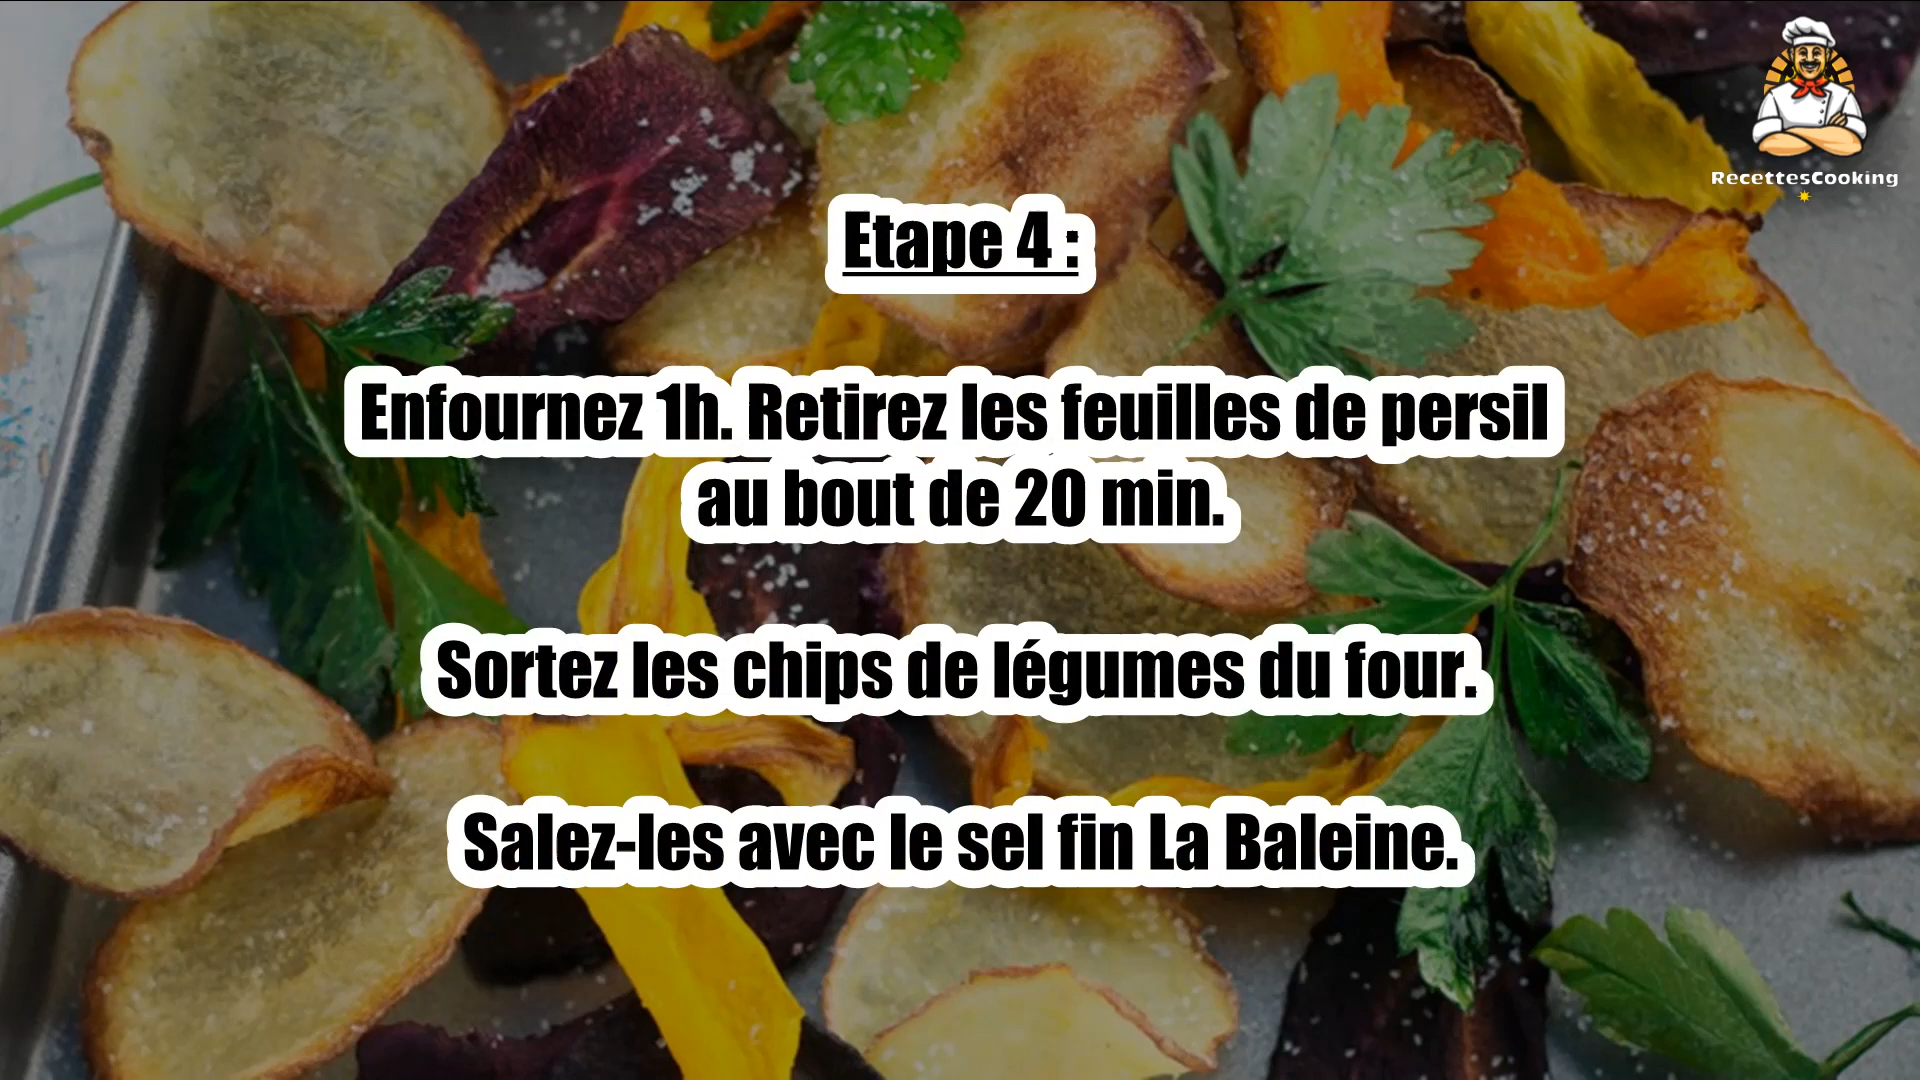 RecettesCooking
Etape 4 :
Enfournez 1h. Retirez les feuilles de persil
au bout de 20 min.
Sortez les chips de légumes du four.
Salez-les avec le sel fin La Baleine.